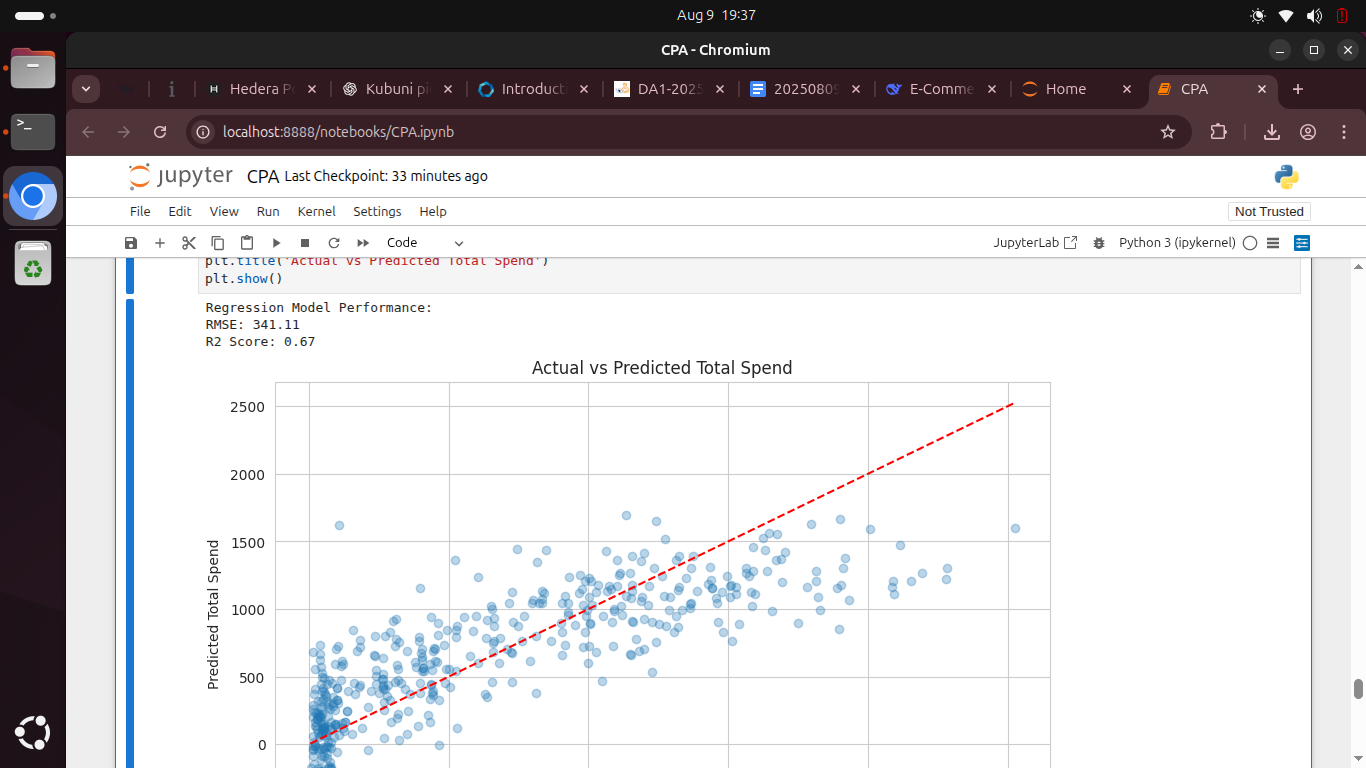 Aug 9 19:37
CPA - Chromium
Hedera Po
Kubuni pi
Introducti
DA1-2025
20250809
E-Comme
Home
CPA
localhost:8888/notebooks/CPA.ipynb
jupyter CPA Last Checkpoint: 33 minutes ago
File Edit View Run Kernel Settings Help Not Trusted
Code JupyterLab Python 3 (ipykernel)
plt.title('Actual vs Predicted Total Spend')
plt.show()
Regression Model Performance:
RMSE: 341.11
R2 Score: 0.67
Actual vs Predicted Total Spend
2500
2000
1500
1000
500
0
Predicted Total Spend